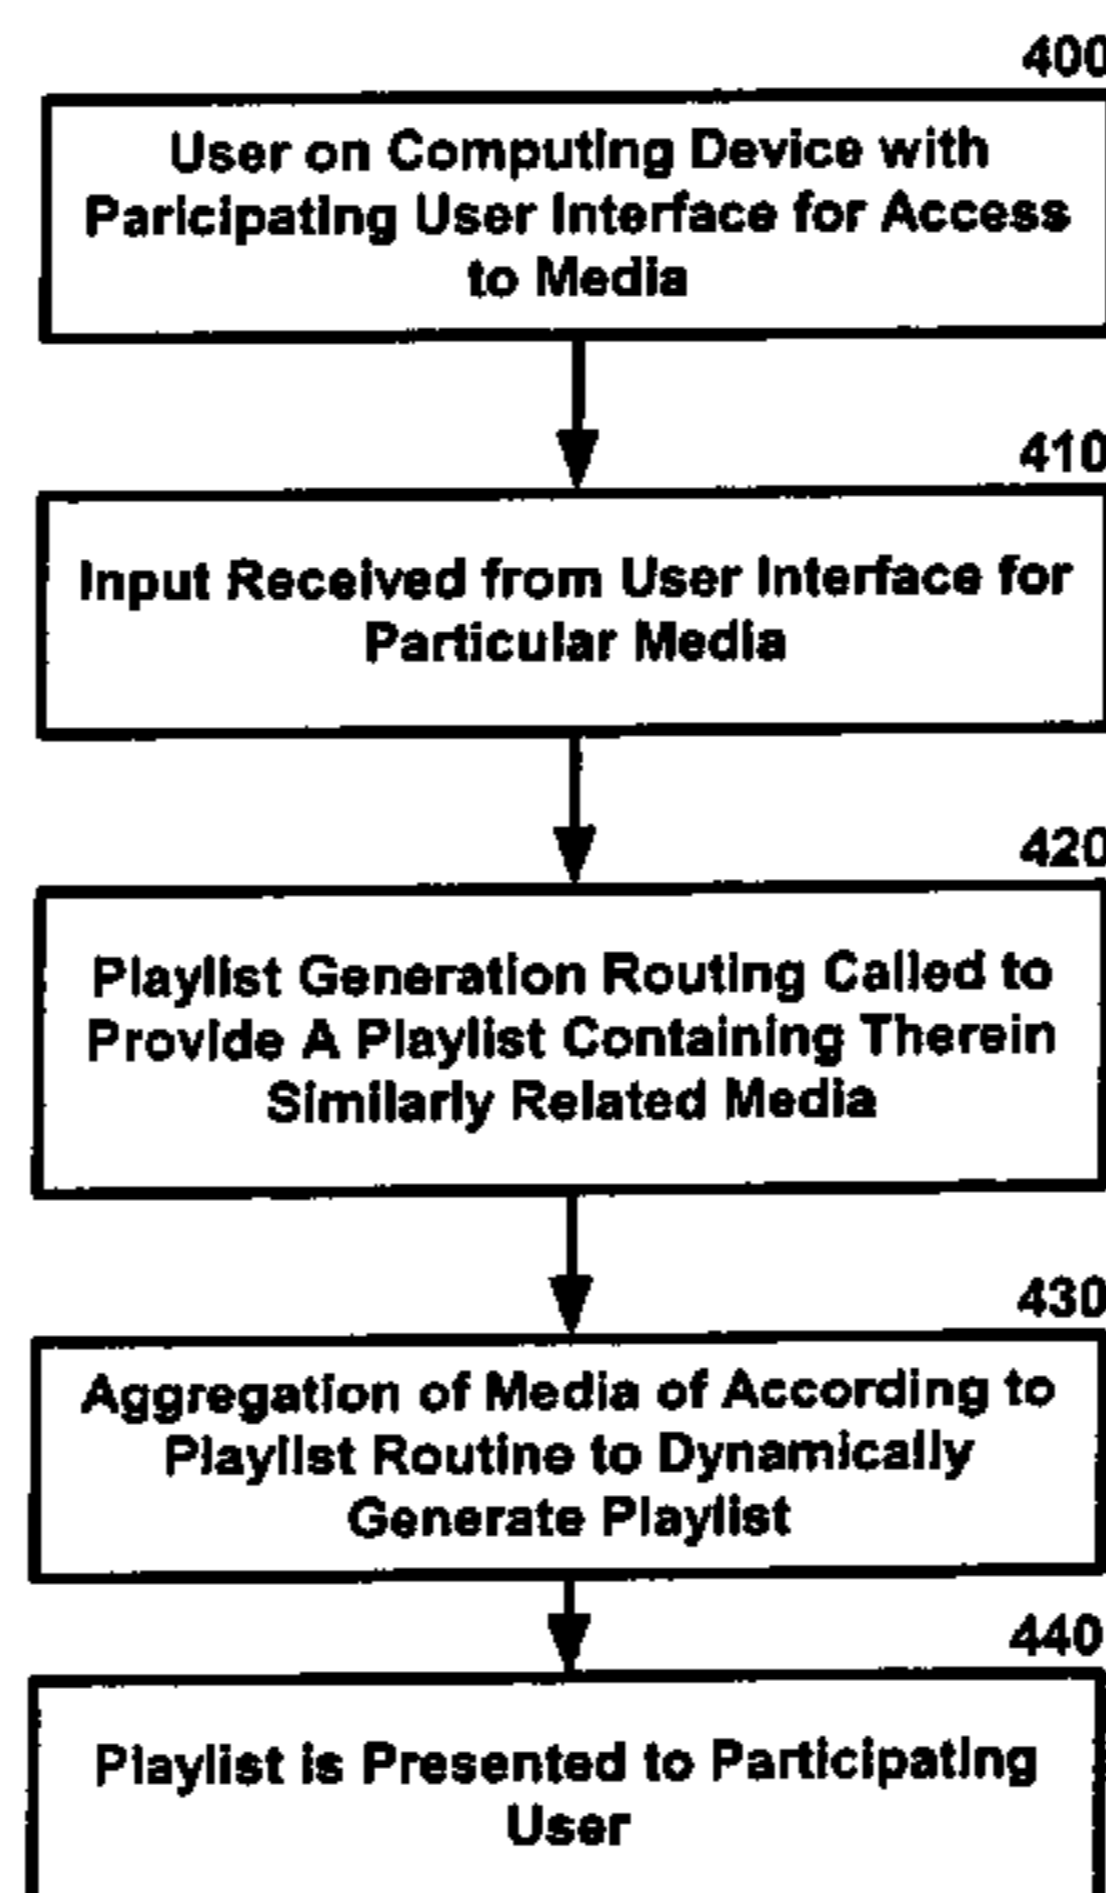 400
User on Computing Device with
Paricipating User Interface for Access
to Media
410
Input Received from User Interface for
Particular Media
420
Playlist Generation Routing Called to
Provide A Playlist Containing Therein
Similarly Related Media
430
Aggregation of Media of According to
Playlist Routine to Dynamically
Generate Playlist
440
Playlist is Presented to Participating
User